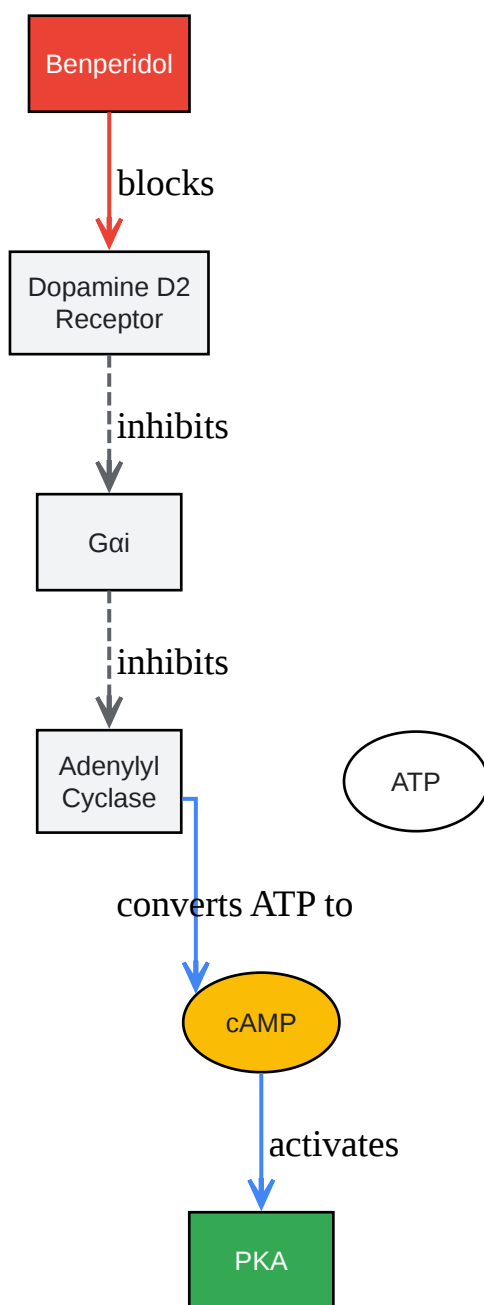 Benperidol
blocks
Dopamine D2
Receptor
inhibits
Gαi
inhibits
Adenylyl
Cyclase
ATP
converts ATP to
cAMP
activates
PKA